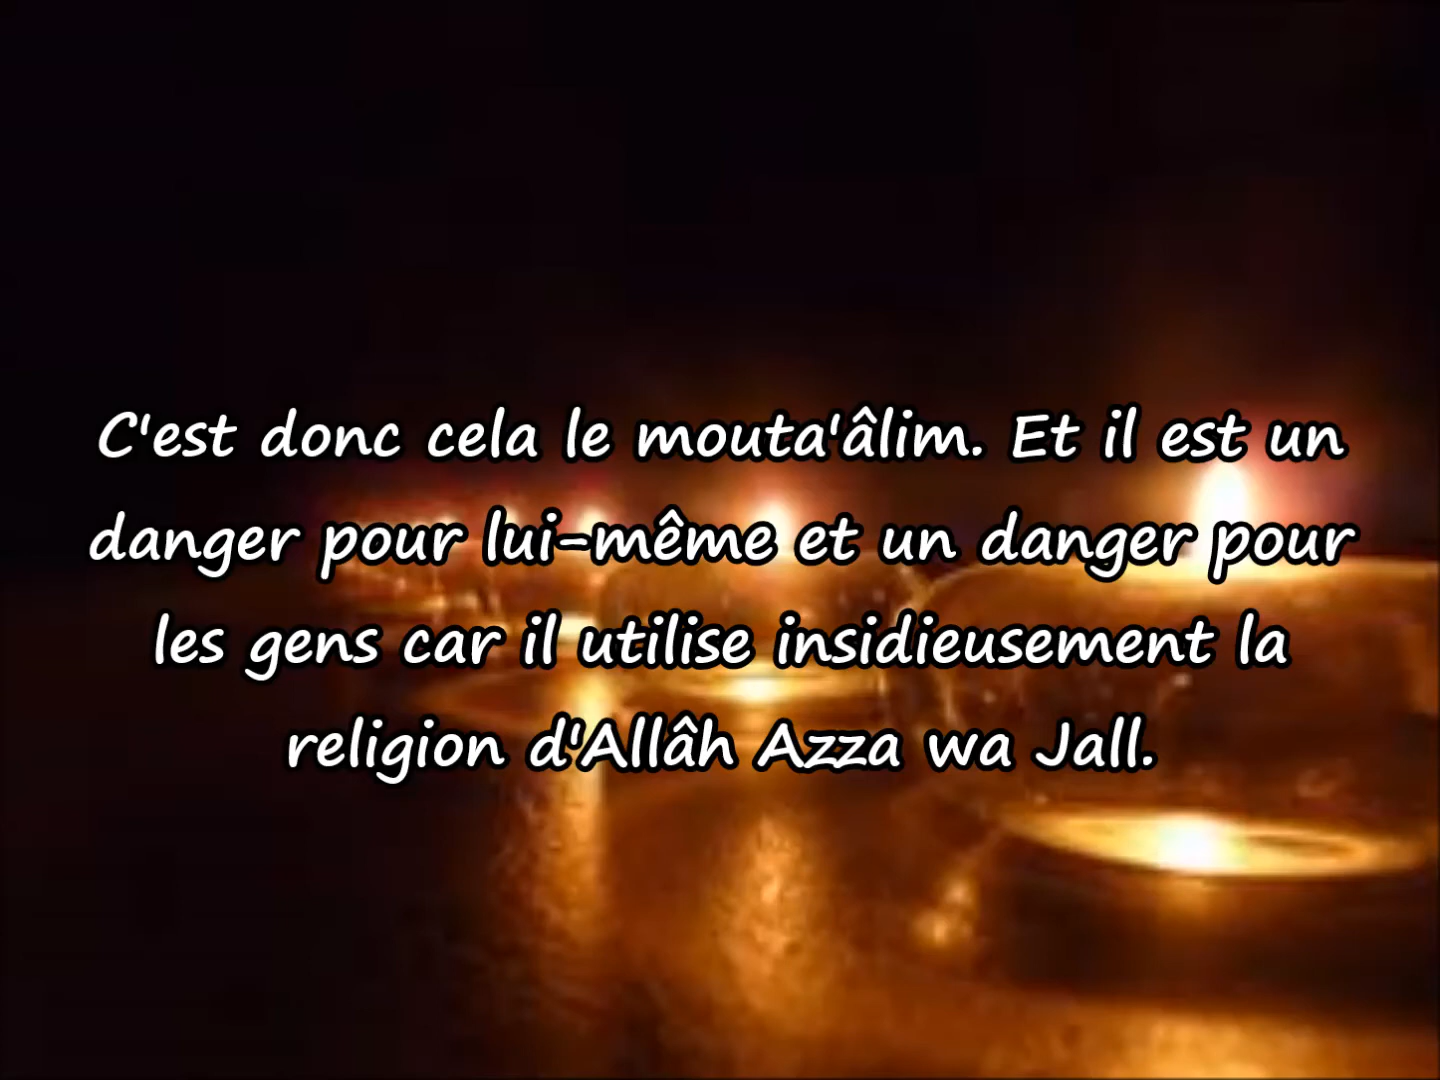 C'est donc cela le mouta'âlim. Et il est un
danger pour lui-même et un danger pour
les gens car il utilise insidieusement la
religion d'Allâh Azza wa Jall.